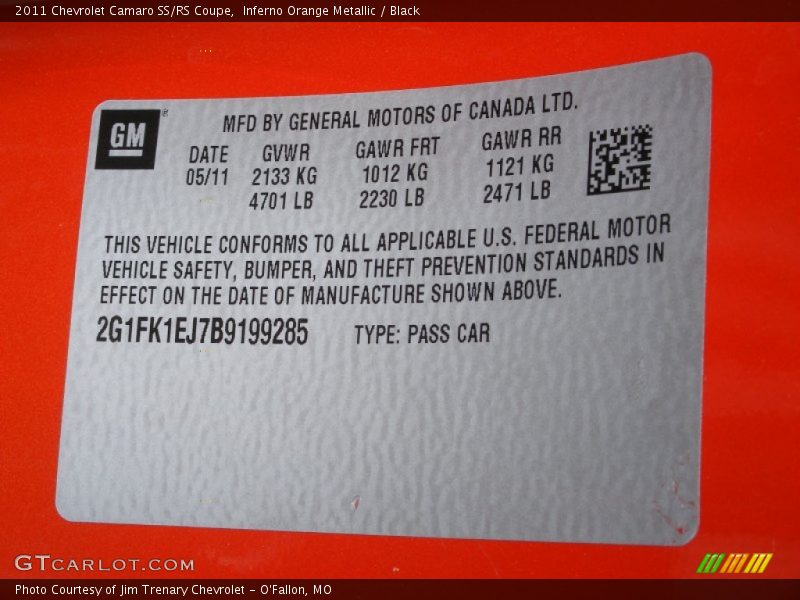 2011 Chevrolet Camaro SS/RS Coupe,  Inferno Orange Metallic / Black
GM®
MFD BY GENERAL MOTORS OF CANADA LTD.
DATE GVWR GAWR FRT GAWR RR
05/11 2133 KG 1012 KG 1121 KG
4701 LB 2230 LB 2471 LB
THIS VEHICLE CONFORMS TO ALL APPLICABLE U.S. FEDERAL MOTOR
VEHICLE SAFETY, BUMPER, AND THEFT PREVENTION STANDARDS IN
EFFECT ON THE DATE OF MANUFACTURE SHOWN ABOVE.
2G1FK1EJ7B9199285 TYPE: PASS CAR
GTCARLOT.COM
Photo Courtesy of Jim Trenary Chevrolet - O'Fallon, MO